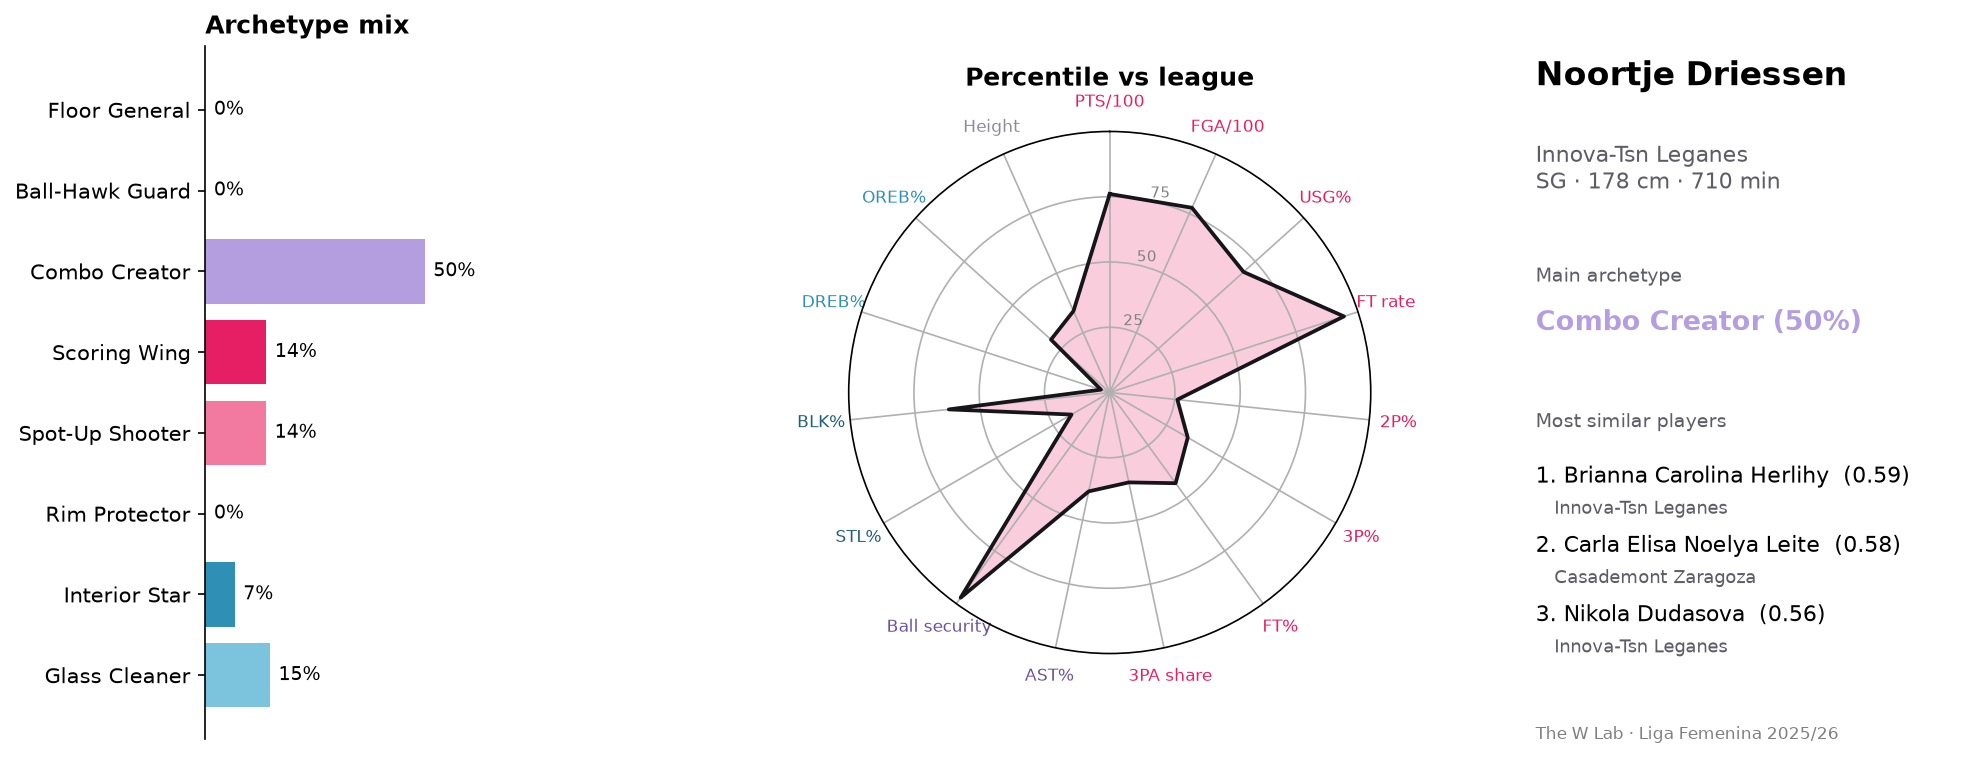 Archetype mix
Floor General
0%
Ball-Hawk Guard
0%
Combo Creator
50%
Scoring Wing
14%
Spot-Up Shooter
14%
Rim Protector
0%
Interior Star
7%
Glass Cleaner
15%
Percentile vs league
PTS/100
FGA/100
USG%
FT rate
2P%
3P%
FT%
3PA share
AST%
Ball security
STL%
BLK%
DREB%
OREB%
Height
75
50
25
Noortje Driessen
Innova-Tsn Leganes
SG · 178 cm · 710 min
Main archetype
Combo Creator (50%)
Most similar players
1. Brianna Carolina Herlihy (0.59)
Innova-Tsn Leganes
2. Carla Elisa Noelya Leite (0.58)
Casademont Zaragoza
3. Nikola Dudasova (0.56)
Innova-Tsn Leganes
The W Lab · Liga Femenina 2025/26